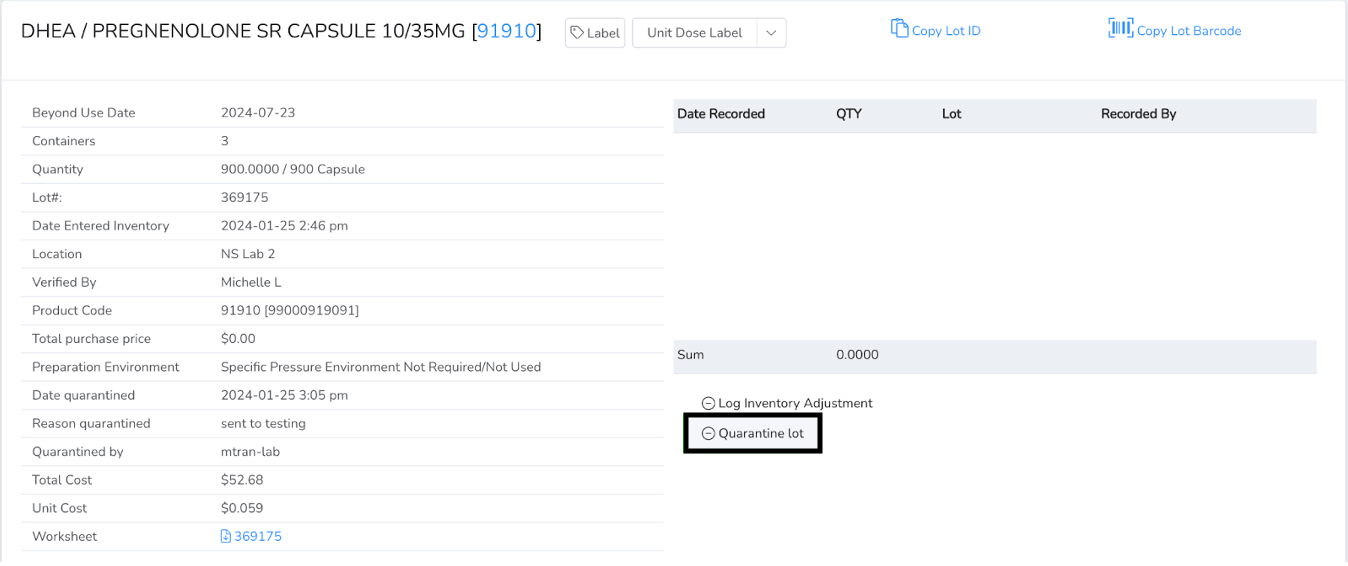 DHEA / PREGNENOLONE SR CAPSULE 10/35MG [91910]
Label
Unit Dose Label
Copy Lot ID
Copy Lot Barcode
Beyond Use Date 2024-07-23
Containers 3
Quantity 900.0000 / 900 Capsule
Lot#: 369175
Date Entered Inventory 2024-01-25 2:46 pm
Location NS Lab 2
Verified By Michelle L
Product Code 91910 [99000919091]
Total purchase price $0.00
Preparation Environment Specific Pressure Environment Not Required/Not Used
Date quarantined 2024-01-25 3:05 pm
Reason quarantined sent to testing
Quarantined by mtran-lab
Total Cost $52.68
Unit Cost $0.059
Worksheet 369175
Date Recorded QTY Lot Recorded By
Sum 0.0000
Log Inventory Adjustment
Quarantine lot